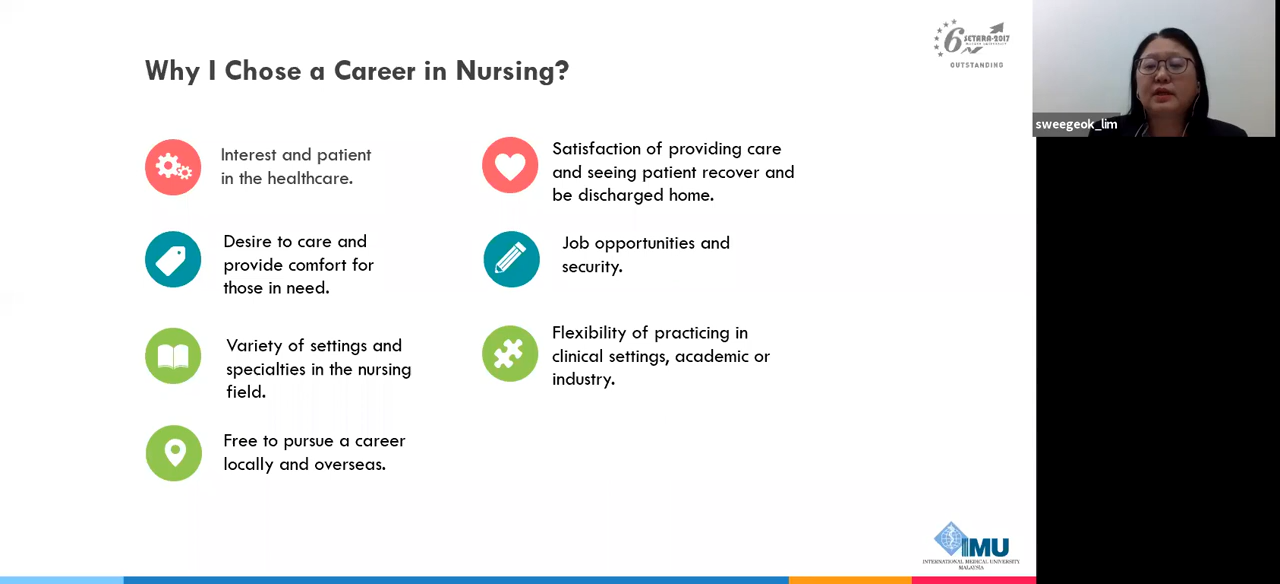 Why I Chose a Career in Nursing?
Interest and patient
in the healthcare.
Desire to care and
provide comfort for
those in need.
Variety of settings and
specialties in the nursing
field.
Free to pursue a career
locally and overseas.
Satisfaction of providing care
and seeing patient recover and
be discharged home.
Job opportunities and
security.
Flexibility of practicing in
clinical settings, academic or
industry.
6
SETARA-2017
OUTSTANDING
sweegeok_lim
IMU
INTERNATIONAL MEDICAL UNIVERSITY
MALAYSIA